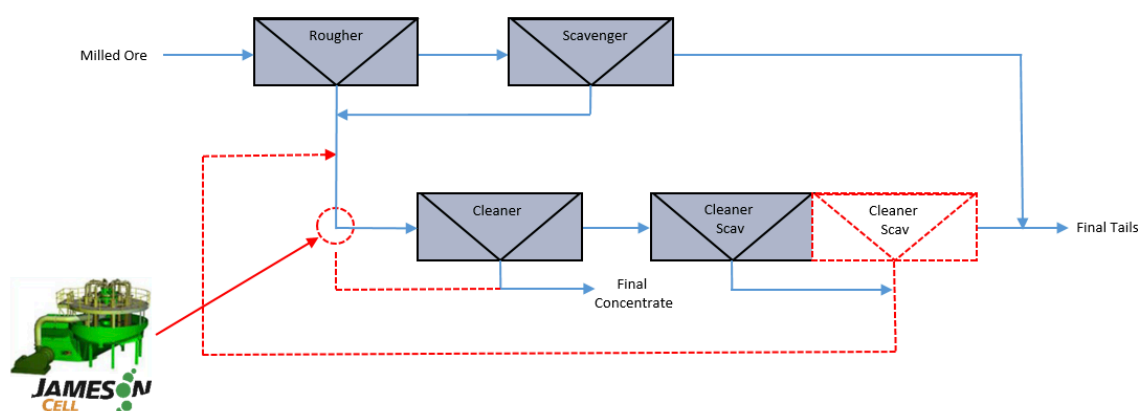 Rougher
Scavenger
Milled Ore
Cleaner
Cleaner
Scav
Cleaner
Scav
Final Tails
Final
Concentrate
JAMESON
CELL